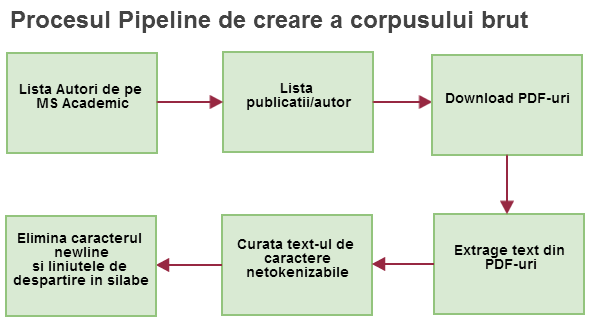 Procesul Pipeline de creare a corpusului brut
Lista Autori de pe
MS Academic
Lista
publicatii/autor
Download PDF-uri
Extrage text din
PDF-uri
Curata text-ul de
caractere
netokenizabile
Elimina caracterul
newline
si liniutele de
despartire in silabe